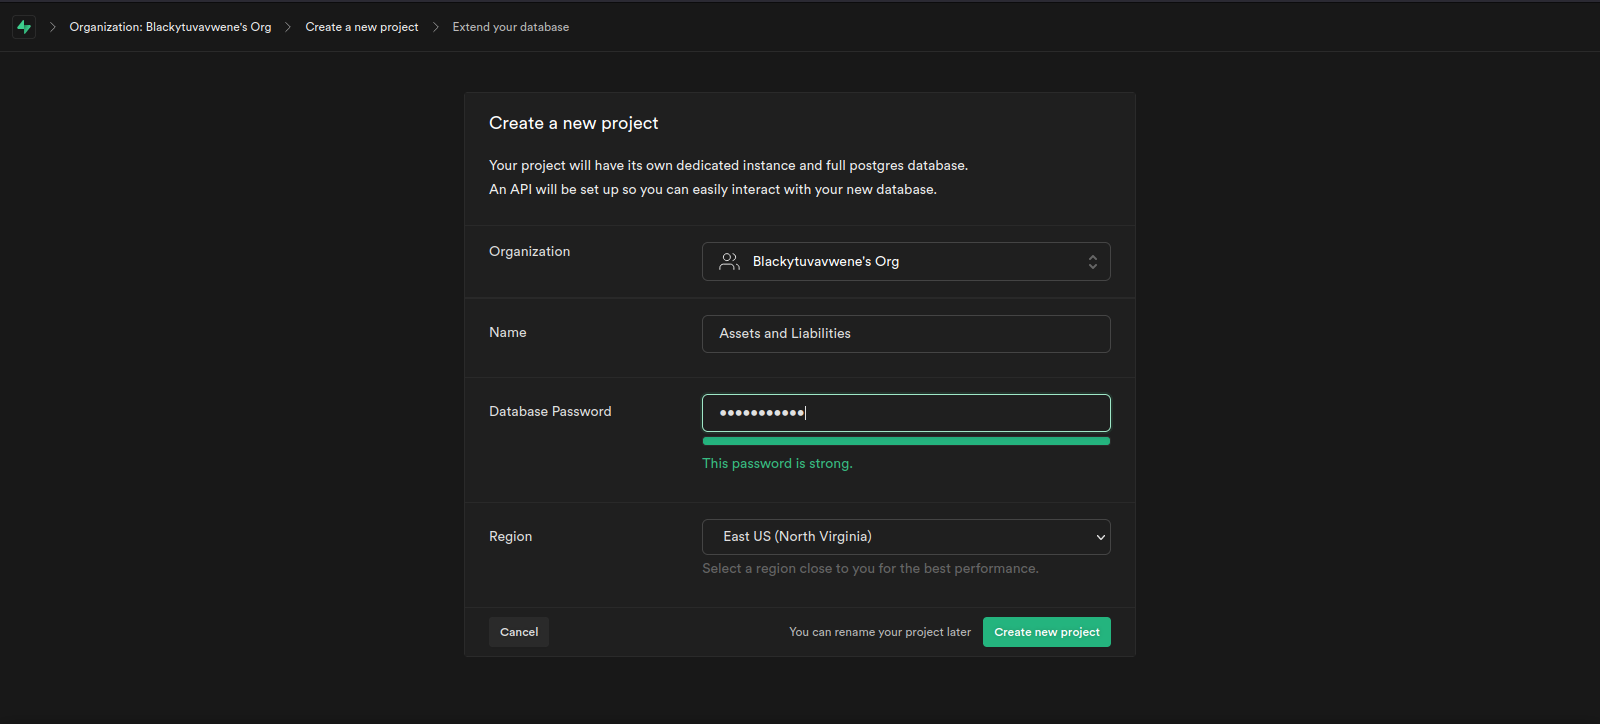 Organization: Blackytuvavwene's Org > Create a new project > Extend your database
Create a new project
Your project will have its own dedicated instance and full postgres database.
An API will be set up so you can easily interact with your new database.
Organization
Blackytuvavwene's Org
Name
Assets and Liabilities
Database Password
•••••••••••
This password is strong.
Region
East US (North Virginia)
Select a region close to you for the best performance.
Cancel
You can rename your project later
Create new project